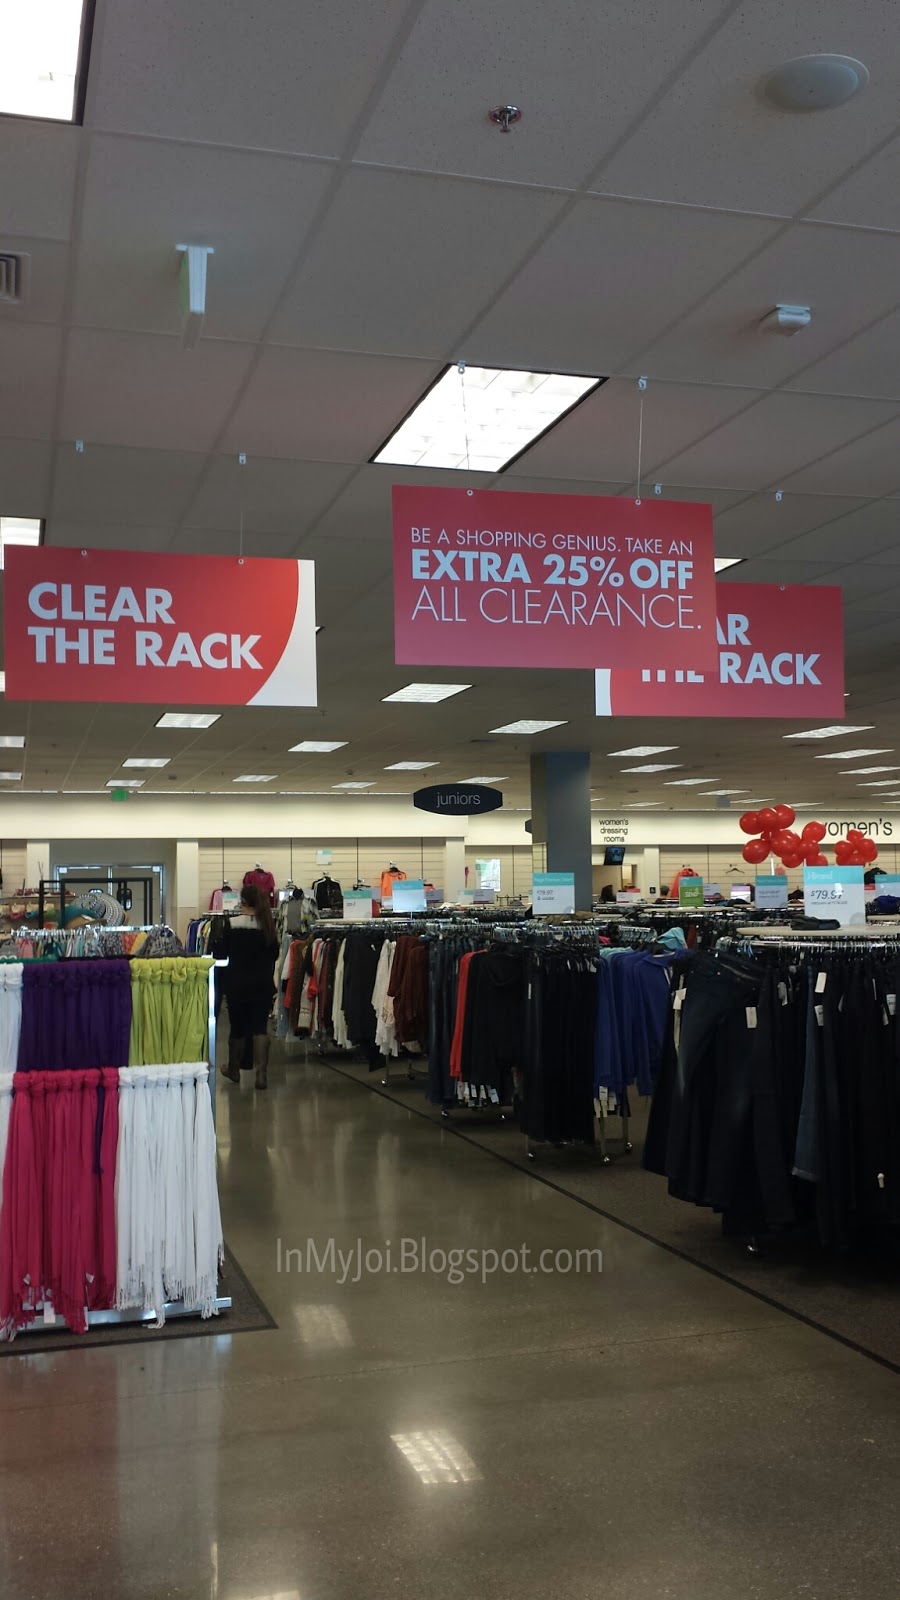 CLEAR
THE RACK
BE A SHOPPING GENIUS. TAKE AN
EXTRA 25% OFF
ALL CLEARANCE.
AR
THE RACK
juniors
women's
dressing
rooms
women's
$79.97
InMyJoi.Blogspot.com